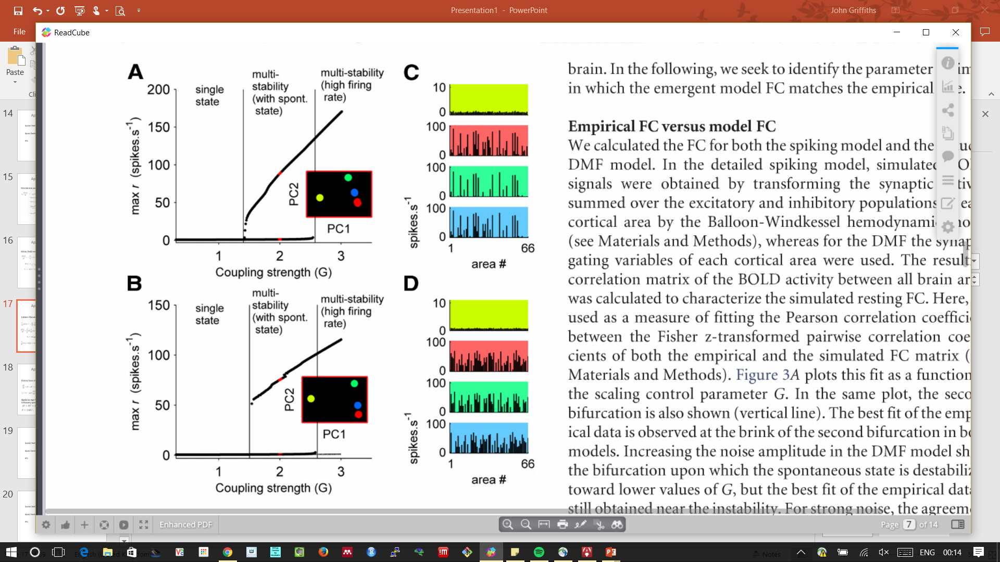 Presentation1 - PowerPoint
John Griffiths
File
ReadCube
Paste
14
15
16
17
18
19
20
A
200
150
100
50
0
max r (spikes.s-1)
single
state
multi-
stability
(with spont.
state)
multi-stability
(high firing
rate)
PC2
PC1
1 2 3
Coupling strength (G)
B
150
100
50
0
max r (spikes.s-1)
single
state
multi-
stability
(with spont.
state)
multi-stability
(high firing
rate)
PC2
PC1
1 2 3
Coupling strength (G)
C
10
0
100
0
100
0
100
0
spikes.s-1
1 66
area #
D
10
0
100
0
100
0
100
0
spikes.s-1
1 66
area #
brain. In the following, we seek to identify the parameter
in which the emergent model FC matches the empirical
Empirical FC versus model FC
We calculated the FC for both the spiking model and the
DMF model. In the detailed spiking model, simulated
signals were obtained by transforming the synaptic
summed over the excitatory and inhibitory populations
cortical area by the Balloon-Windkessel hemodynami
(see Materials and Methods), whereas for the DMF the synap
gating variables of each cortical area were used. The result
correlation matrix of the BOLD activity between all brain ar
was calculated to characterize the simulated resting FC. Here,
used as a measure of fitting the Pearson correlation coeffici
between the Fisher z-transformed pairwise correlation coe
cients of both the empirical and the simulated FC matrix (
Materials and Methods). Figure 3A plots this fit as a function
the scaling control parameter G. In the same plot, the seco
bifurcation is also shown (vertical line). The best fit of the emp
ical data is observed at the brink of the second bifurcation in bo
models. Increasing the noise amplitude in the DMF model sh
the bifurcation upon which the spontaneous state is destabiliz
toward lower values of G, but the best fit of the empirical data
still obtained near the instability. For strong noise, the agreeme
Enhanced PDF
Page 7 of 14
Notes
ENG 00:14